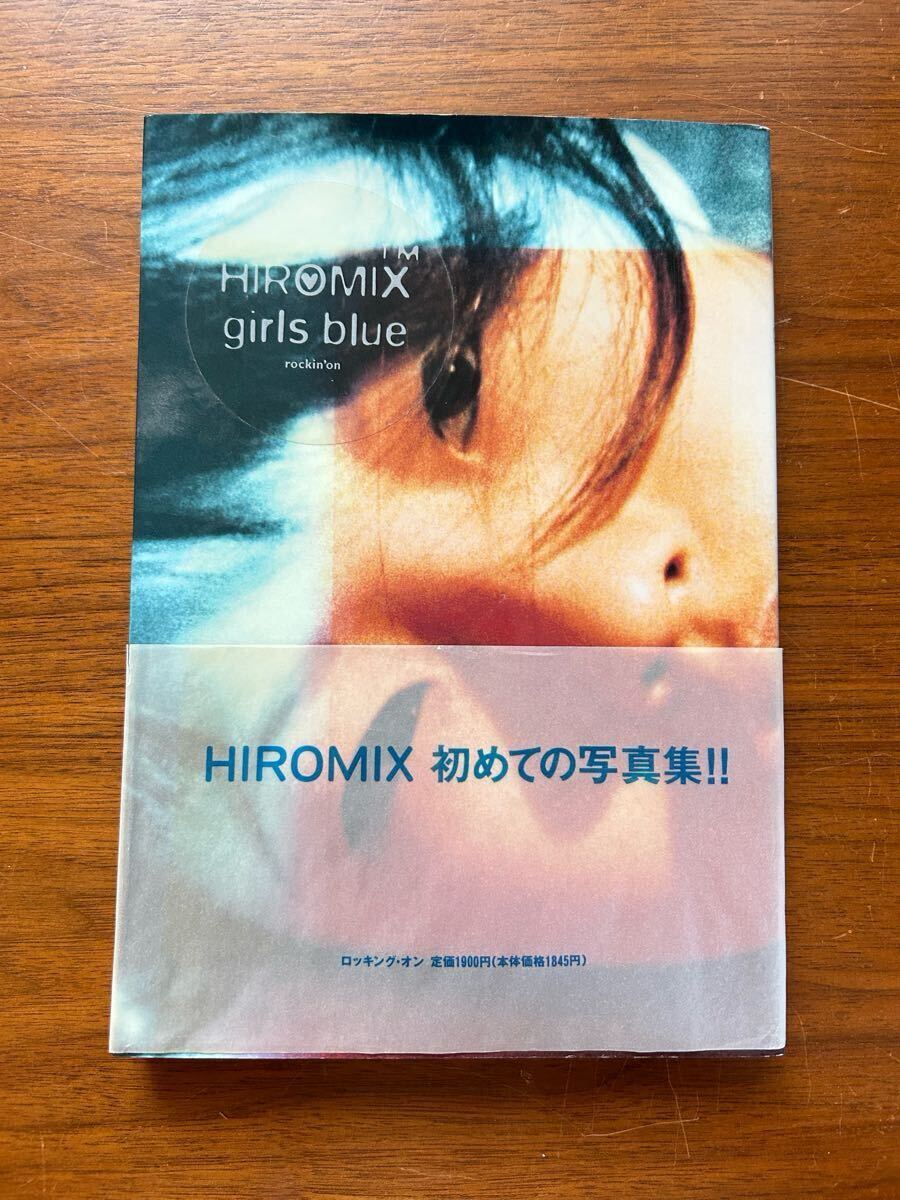 I'M
HIROMIX
girls blue
rockin'on
HIROMIX 初めての写真集!!
ロッキング・オン 定価1900円(本体価格1845円)